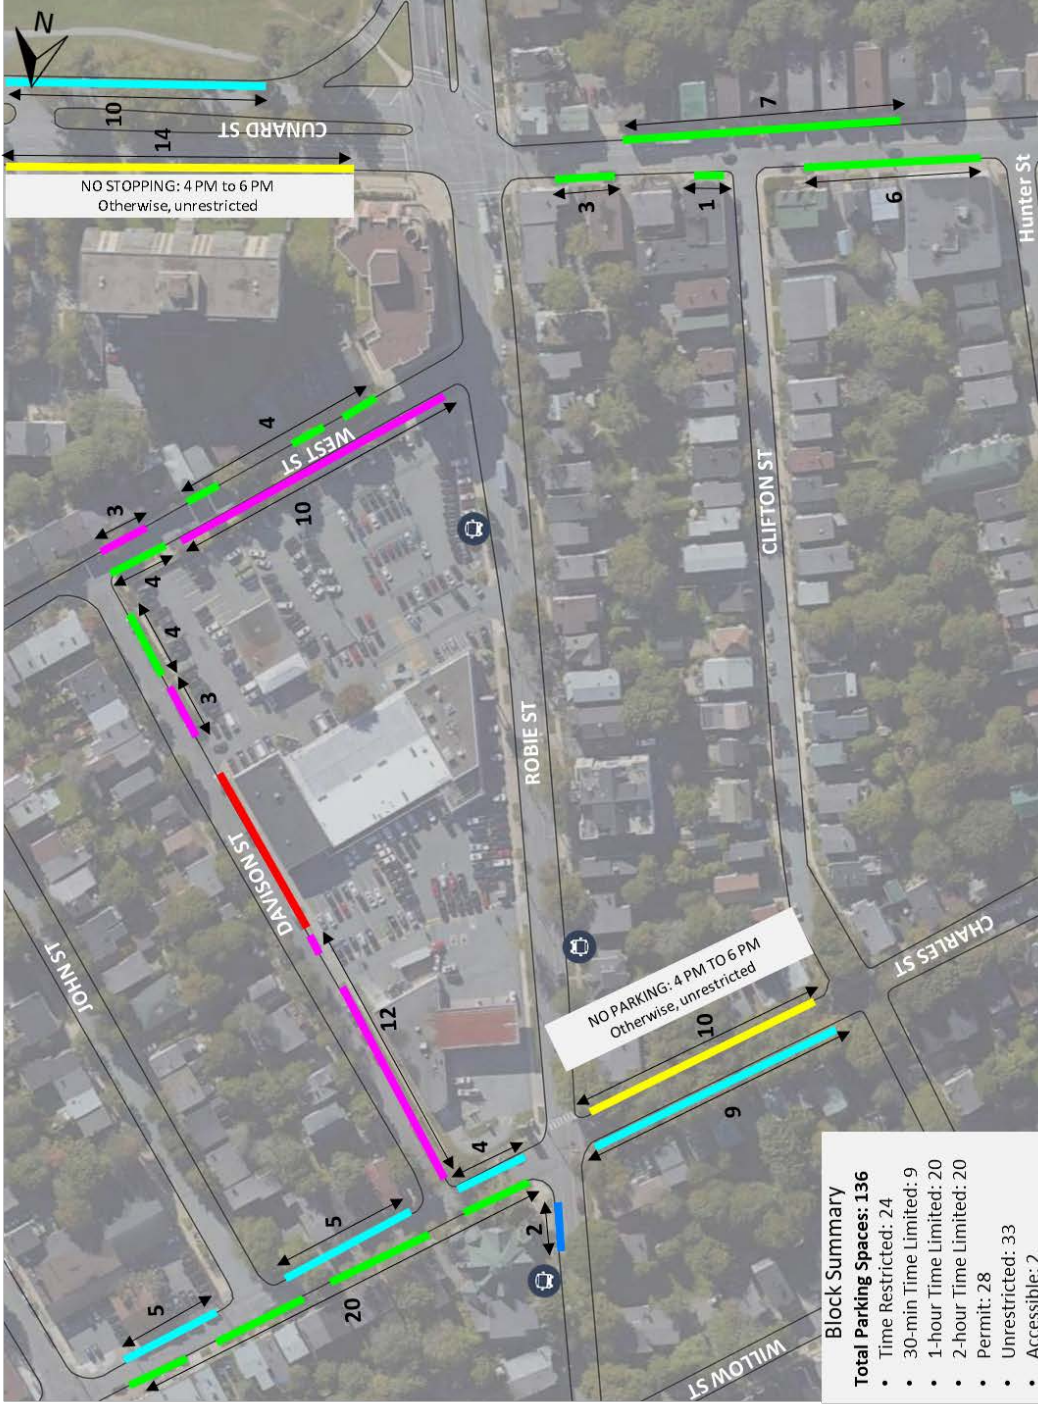 N
10
14
CUNARD ST
NO STOPPING: 4 PM to 6 PM
Otherwise, unrestricted
7
3
1
6
Hunter St
4
WEST ST
10
3
4
4
3
CLIFTON ST
ROBIE ST
DAVISON ST
JOHN ST
12
NO PARKING: 4 PM TO 6 PM
Otherwise, unrestricted
10
CHARLES ST
9
4
5
2
5
20
WILLOW ST
Block Summary
Total Parking Spaces: 136
• Time Restricted: 24
• 30-min Time Limited: 9
• 1-hour Time Limited: 20
• 2-hour Time Limited: 20
• Permit: 28
• Unrestricted: 33
• Accessible: 2